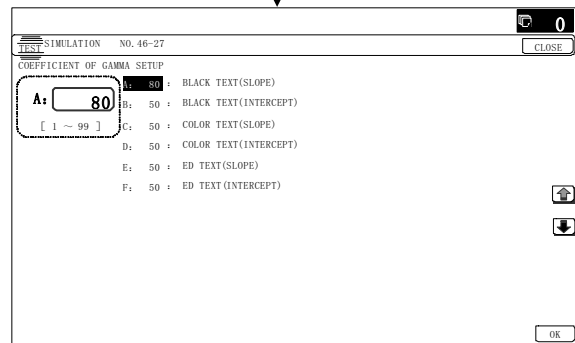 0
TEST SIMULATION NO.46-27
CLOSE
COEFFICIENT OF GAMMA SETUP
A: 80
[ 1 ~ 99 ]
A: 80 : BLACK TEXT(SLOPE)
B: 50 : BLACK TEXT(INTERCEPT)
C: 50 : COLOR TEXT(SLOPE)
D: 50 : COLOR TEXT(INTERCEPT)
E: 50 : ED TEXT(SLOPE)
F: 50 : ED TEXT(INTERCEPT)
OK